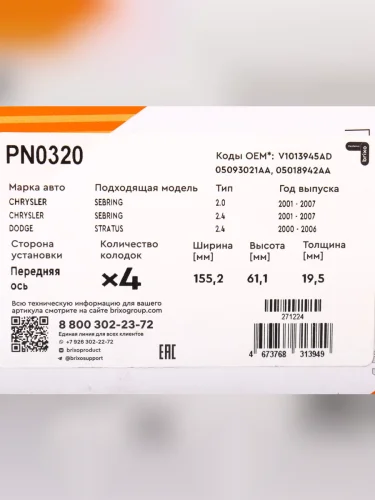 PN0320
Коды OEM*: V1013945AD
05093021AA, 05018942AA
brixo
Марка авто Подходящая модель Тип Год выпуска
CHRYSLER SEBRING 2.0 2001 - 2007
CHRYSLER SEBRING 2.4 2001 - 2007
DODGE STRATUS 2.4 2000 - 2006
Сторона установки Количество колодок Ширина [мм] Высота [мм] Толщина [мм]
Передняя ось ×4 155,2 61,1 19,5
Всю техническую информацию для вашего
артикула смотрите на сайте brixogroup.com
8 800 302-23-72
Единая линия для всех клиентов
+7 926 302-22-72
brixoproduct
@brixosupport
EAC
271224
4 673768 313949